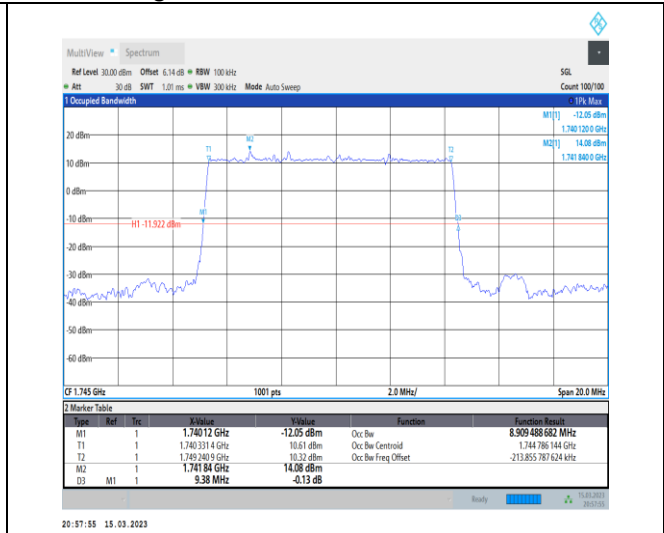 MultiView Spectrum
Ref Level 30.00 dBm Offset 6.14 dB RBW 100 kHz SGL
Att 30 dB SWT 1.01 ms VBW 300 kHz Mode Auto Sweep Count 100/100
1 Occupied Bandwidth 1Pk Max
M1[1] -12.05 dBm
1.740 120 0 GHz
M2[1] 14.08 dBm
1.741 840 0 GHz
20 dBm
M2
T1
T2
10 dBm
0 dBm
M1
-10 dBm
D3
H1 -11.922 dBm
-20 dBm
-30 dBm
-40 dBm
-50 dBm
-60 dBm
CF 1.745 GHz 1001 pts 2.0 MHz/ Span 20.0 MHz
2 Marker Table
Type Ref Trc X-Value Y-Value Function Function Result
M1 1 1.74012 GHz -12.05 dBm Occ Bw 8.909 488 682 MHz
T1 1 1.740 331 4 GHz 10.61 dBm Occ Bw Centroid 1.744 786 144 GHz
T2 1 1.749 240 9 GHz 10.32 dBm Occ Bw Freq Offset -213.855 787 624 kHz
M2 1 1.741 84 GHz 14.08 dBm
D3 M1 1 9.38 MHz -0.13 dB
Ready 15.03.2023
20:57:55
20:57:55 15.03.2023